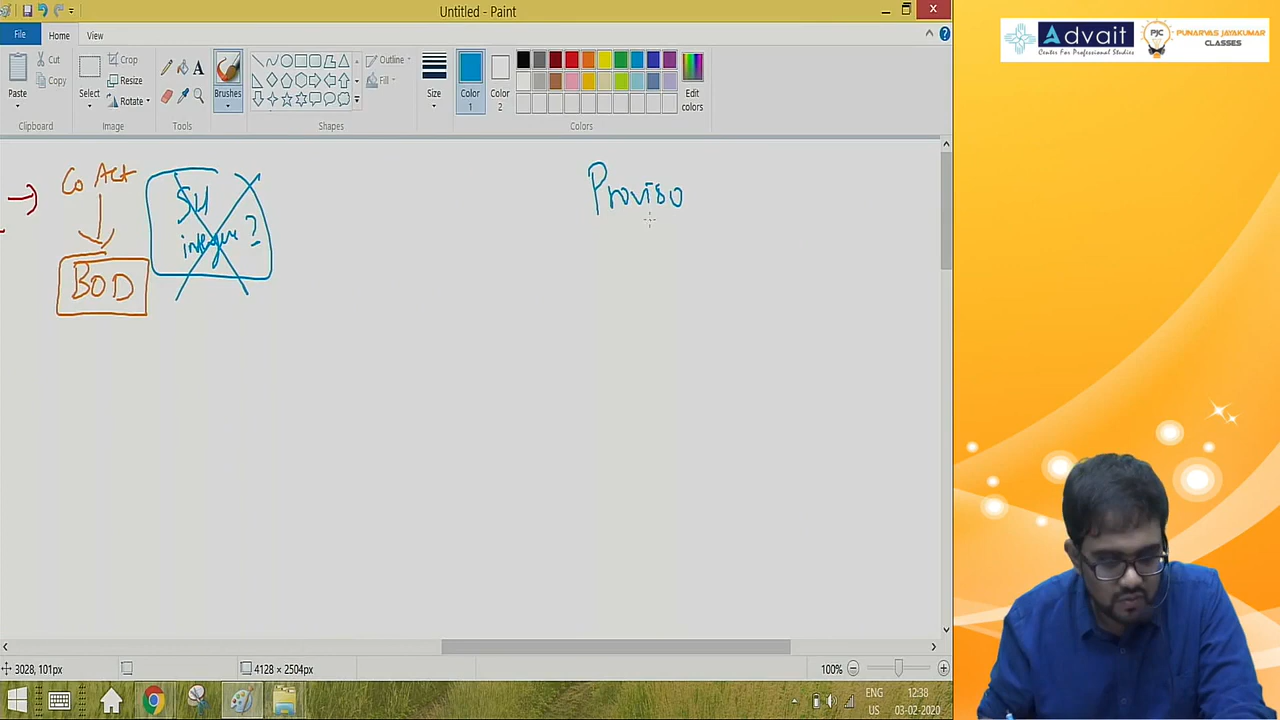 Untitled - Paint
File
Home
View
Paste
Cut
Copy
Clipboard
Select
Crop
Resize
Rotate
Image
Tools
Brushes
Shapes
Outline
Fill
Size
Color
1
Color
2
Edit
colors
Colors
Advait
Center For Professional Studies
PJC
PUNARVAS JAYAKUMAR
CLASSES
Co Act
BOD
SH
?
Proviso
3028, 101px
4128 × 2504px
100%
ENG
US
12:38
03-02-2020